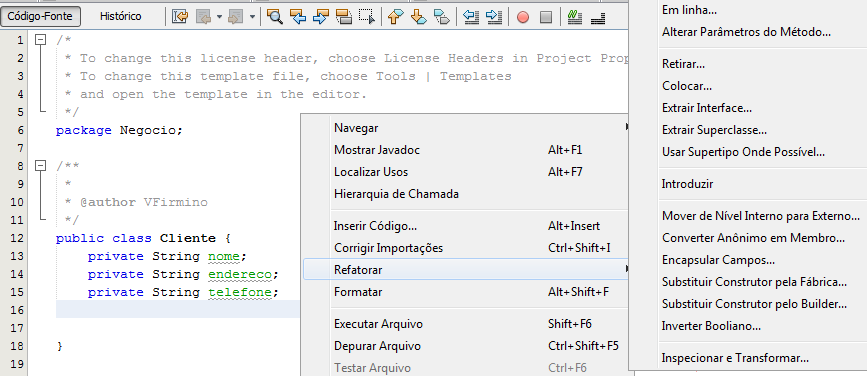 Código-Fonte Histórico
1 /*
2 * To change this license header, choose License Headers in Project Prop
3 * To change this template file, choose Tools | Templates
4 * and open the template in the editor.
5 */
6 package Negocio;
7
8 /**
9 *
10 * @author VFirmino
11 */
12 public class Cliente {
13 private String nome;
14 private String endereco;
15 private String telefone;
16
17
18 }
19
Navegar
Mostrar Javadoc Alt+F1
Localizar Usos Alt+F7
Hierarquia de Chamada
Inserir Código... Alt+Insert
Corrigir Importações Ctrl+Shift+I
Refatorar
Formatar Alt+Shift+F
Executar Arquivo Shift+F6
Depurar Arquivo Ctrl+Shift+F5
Testar Arquivo Ctrl+F6
Em linha...
Alterar Parâmetros do Método...
Retirar...
Colocar...
Extrair Interface...
Extrair Superclasse...
Usar Supertipo Onde Possível...
Introduzir
Mover de Nível Interno para Externo...
Converter Anônimo em Membro...
Encapsular Campos...
Substituir Construtor pela Fábrica...
Substituir Construtor pelo Builder...
Inverter Booliano...
Inspecionar e Transformar...